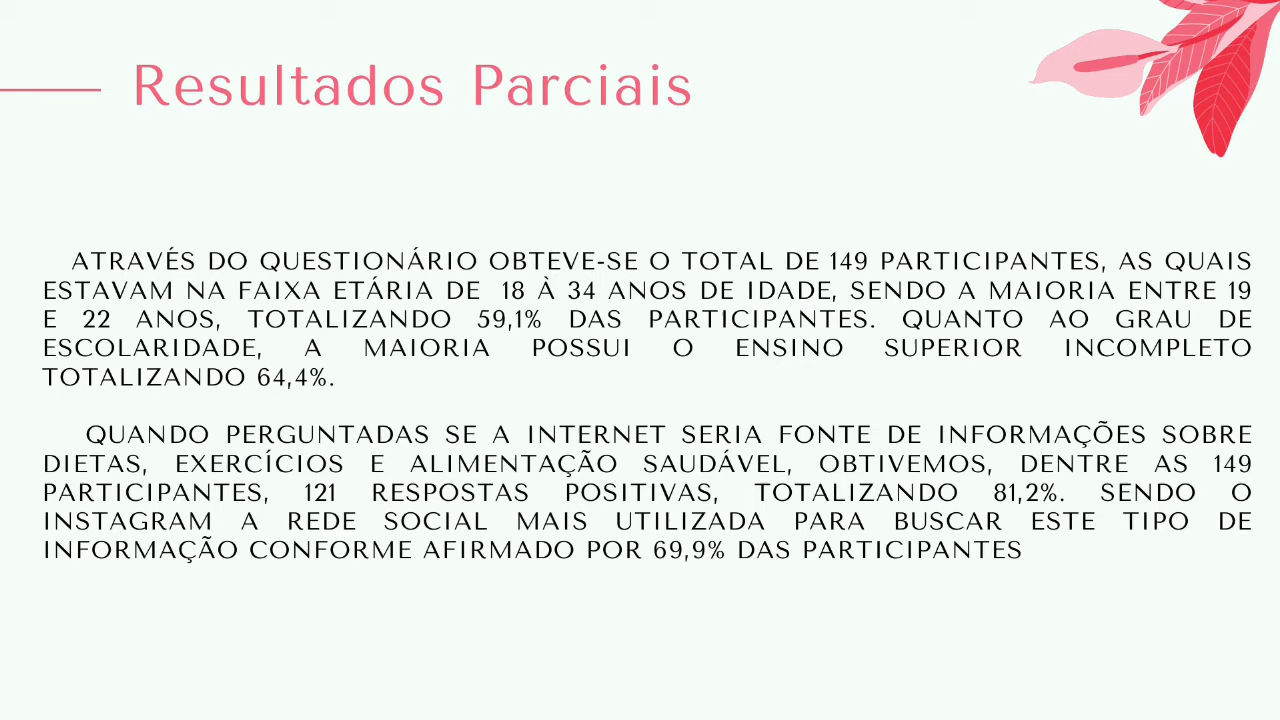 Resultados Parciais
ATRAVÉS DO QUESTIONÁRIO OBTEVE-SE O TOTAL DE 149 PARTICIPANTES, AS QUAIS
ESTAVAM NA FAIXA ETÁRIA DE 18 À 34 ANOS DE IDADE, SENDO A MAIORIA ENTRE 19
E 22 ANOS, TOTALIZANDO 59,1% DAS PARTICIPANTES. QUANTO AO GRAU DE
ESCOLARIDADE, A MAIORIA POSSUI O ENSINO SUPERIOR INCOMPLETO
TOTALIZANDO 64,4%.
QUANDO PERGUNTADAS SE A INTERNET SERIA FONTE DE INFORMAÇÕES SOBRE
DIETAS, EXERCÍCIOS E ALIMENTAÇÃO SAUDÁVEL, OBTIVEMOS, DENTRE AS 149
PARTICIPANTES, 121 RESPOSTAS POSITIVAS, TOTALIZANDO 81,2%. SENDO O
INSTAGRAM A REDE SOCIAL MAIS UTILIZADA PARA BUSCAR ESTE TIPO DE
INFORMAÇÃO CONFORME AFIRMADO POR 69,9% DAS PARTICIPANTES